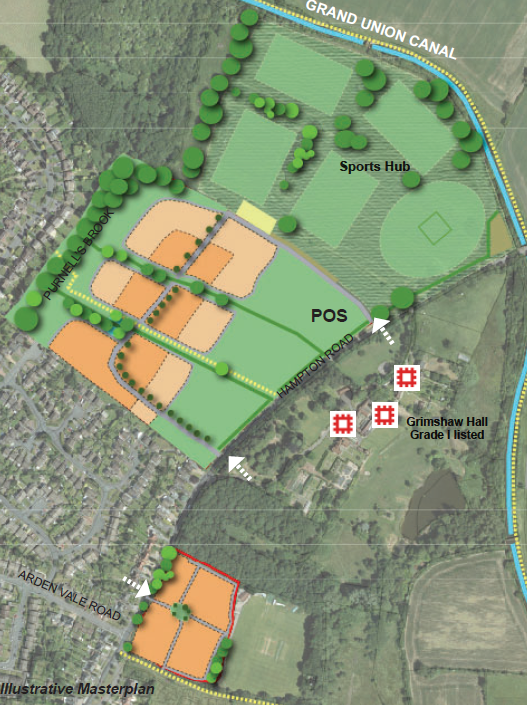 GRAND UNION CANAL
Sports Hub
PURNELL'S BROOK
POS
HAMPTON ROAD
Grimshaw Hall
Grade I listed
ARDEN VALE ROAD
Illustrative Masterplan